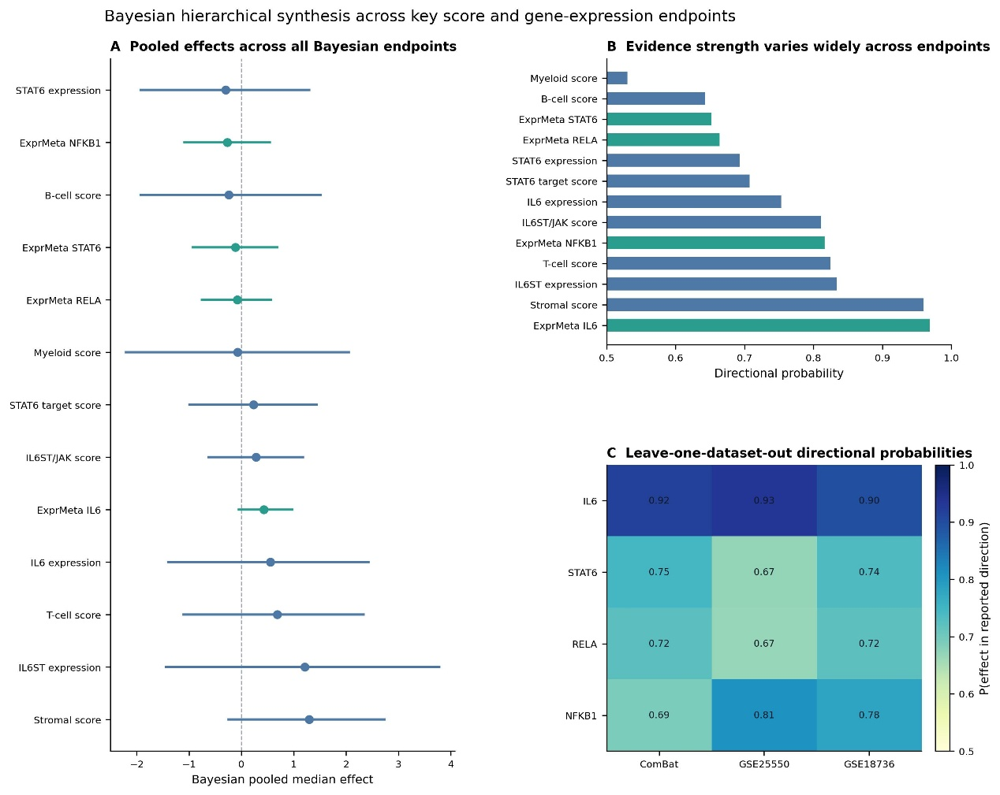 Bayesian hierarchical synthesis across key score and gene-expression endpoints
A Pooled effects across all Bayesian endpoints
STAT6 expression
ExprMeta NFKB1
B-cell score
ExprMeta STAT6
ExprMeta RELA
Myeloid score
STAT6 target score
IL6ST/JAK score
ExprMeta IL6
IL6 expression
T-cell score
IL6ST expression
Stromal score
−2 −1 0 1 2 3 4
Bayesian pooled median effect
B Evidence strength varies widely across endpoints
Myeloid score
B-cell score
ExprMeta STAT6
ExprMeta RELA
STAT6 expression
STAT6 target score
IL6 expression
IL6ST/JAK score
ExprMeta NFKB1
T-cell score
IL6ST expression
Stromal score
ExprMeta IL6
0.5 0.6 0.7 0.8 0.9 1.0
Directional probability
C Leave-one-dataset-out directional probabilities
IL6 0.92 0.93 0.90
STAT6 0.75 0.67 0.74
RELA 0.72 0.67 0.72
NFKB1 0.69 0.81 0.78
ComBat GSE25550 GSE18736
1.0
0.9
0.8
0.7
0.6
0.5
P(effect in reported direction)